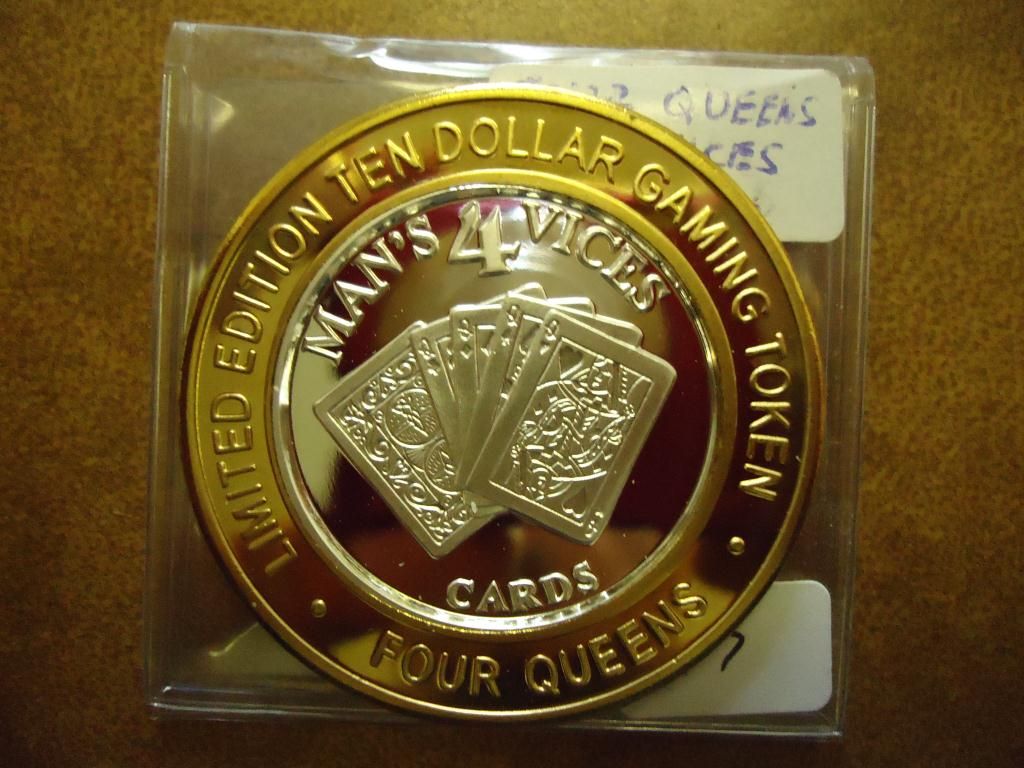 QUEENS
LIMITED EDITION TEN DOLLAR GAMING TOKEN
MAN'S 4 VICES
CARDS
• FOUR QUEENS •